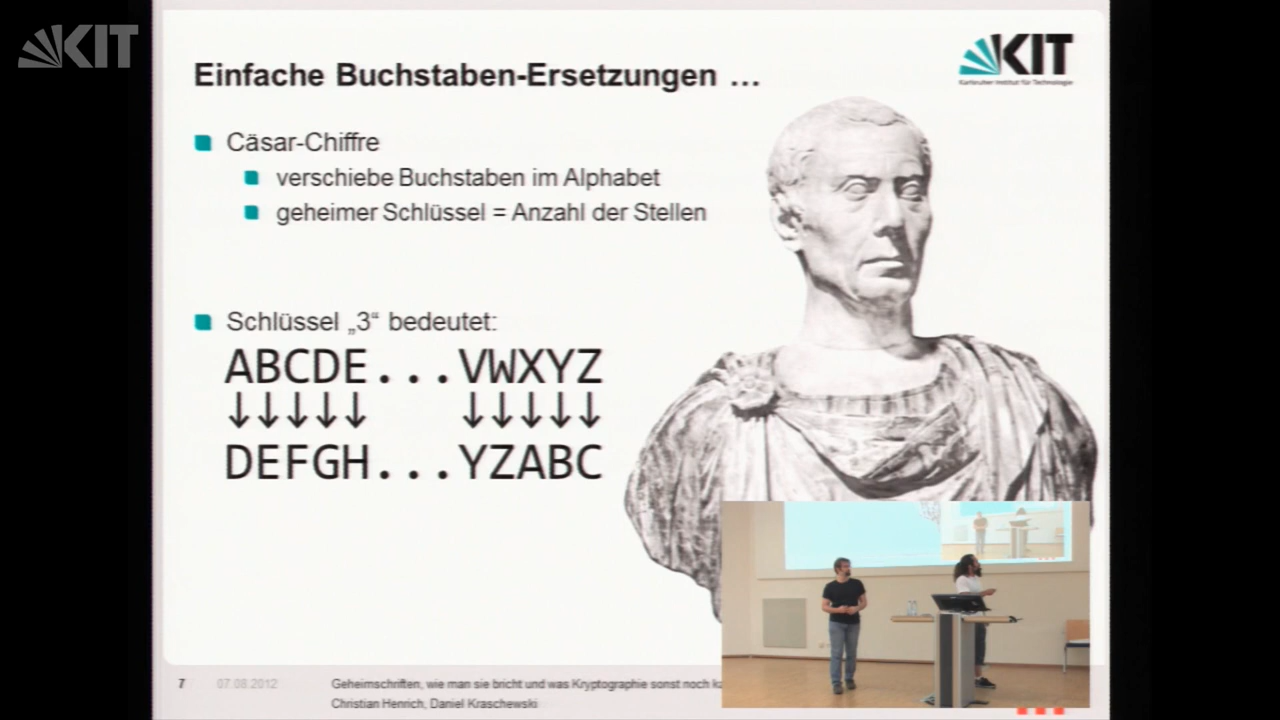 KIT
KIT
Karlsruher Institut für Technologie
Einfache Buchstaben-Ersetzungen ...
Cäsar-Chiffre
verschiebe Buchstaben im Alphabet
geheimer Schlüssel = Anzahl der Stellen
Schlüssel „3“ bedeutet:
ABCDE...VWXYZ
↓↓↓↓↓ ↓↓↓↓↓
DEFGH...YZABC
7 07.08.2012 Geheimschriften, wie man sie bricht und was Kryptographie sonst noch
Christian Henrich, Daniel Kraschewski